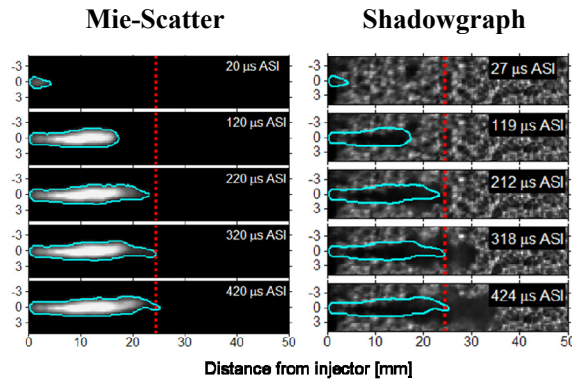 Mie-Scatter
Shadowgraph
-3
0
3
20 µs ASI
27 µs ASI
-3
0
3
120 µs ASI
119 µs ASI
-3
0
3
220 µs ASI
212 µs ASI
-3
0
3
320 µs ASI
318 µs ASI
-3
0
3
420 µs ASI
424 µs ASI
0 10 20 30 40 50
0 10 20 30 40 50
Distance from injector [mm]